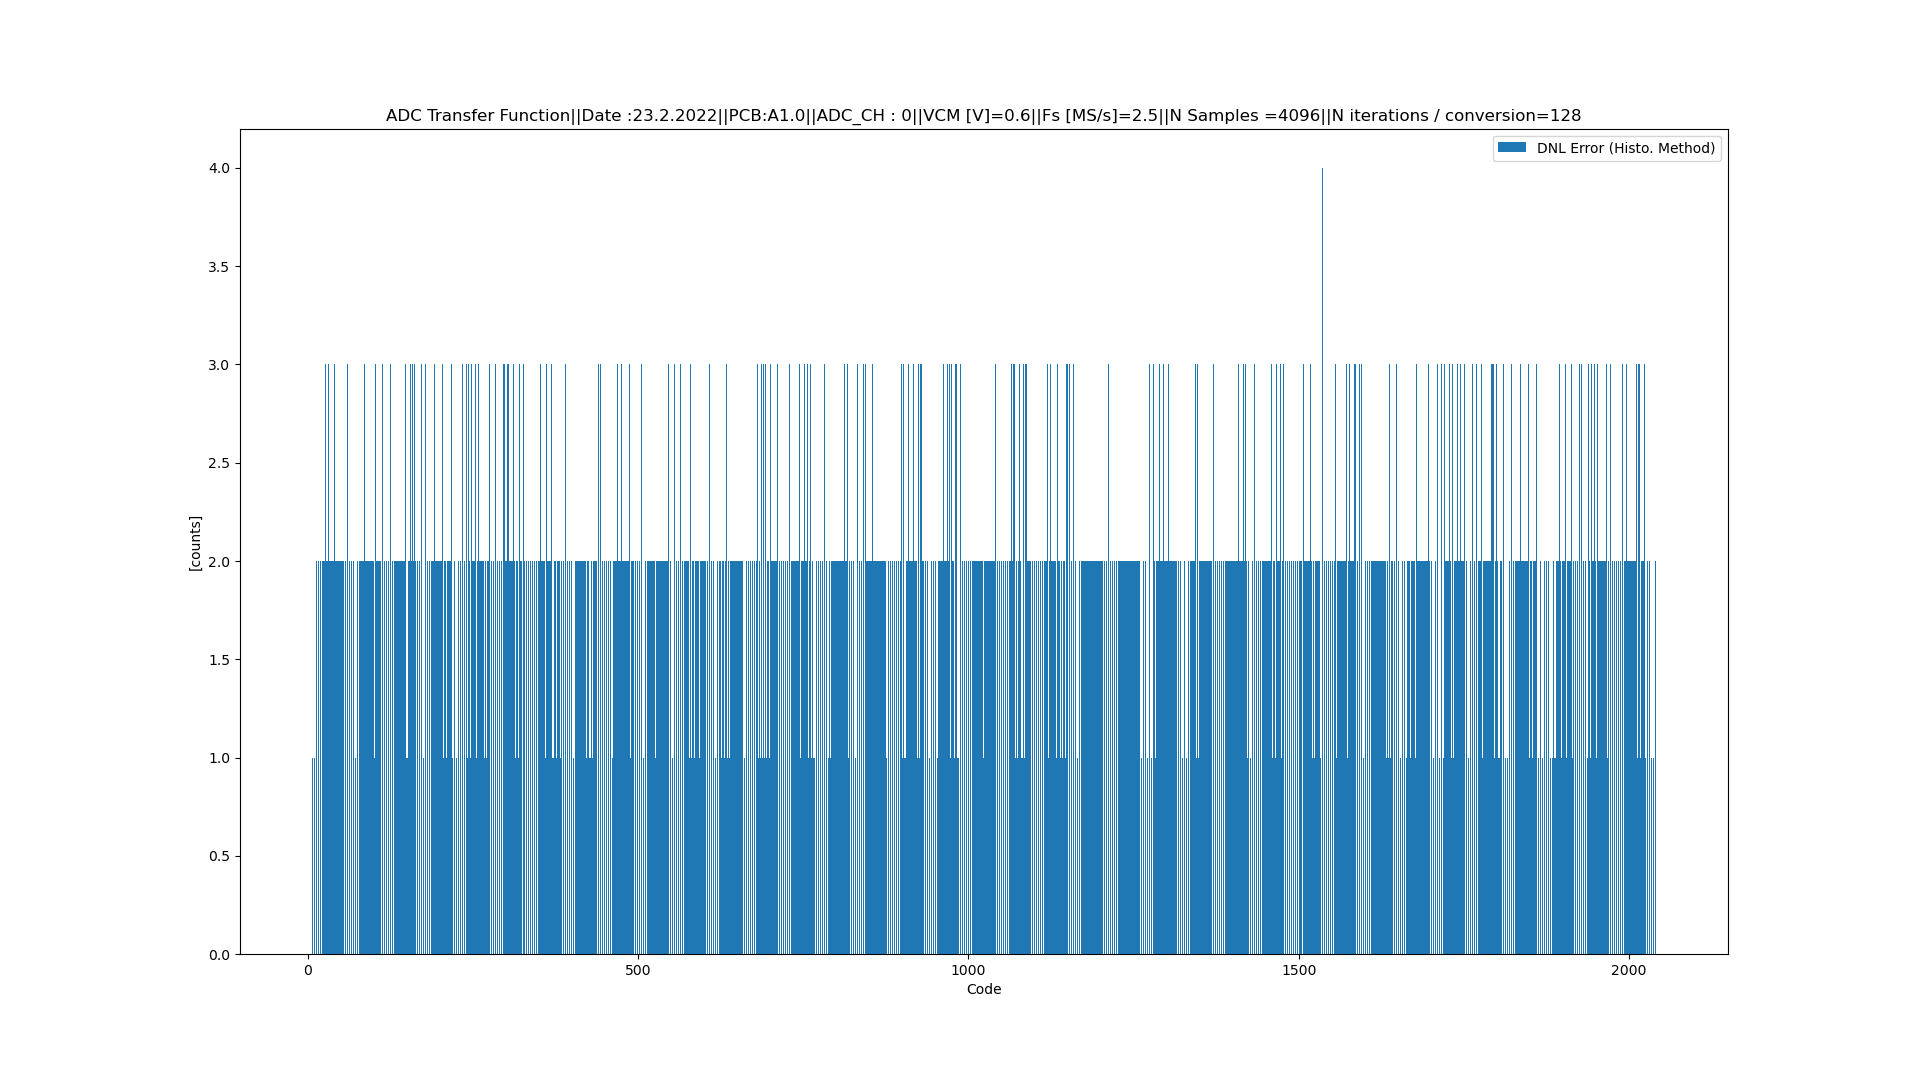 ADC Transfer Function||Date :23.2.2022||PCB:A1.0||ADC_CH : 0||VCM [V]=0.6||Fs [MS/s]=2.5||N Samples =4096||N iterations / conversion=128
DNL Error (Histo. Method)
4.0
3.5
3.0
2.5
2.0
1.5
1.0
0.5
0.0
[counts]
0 500 1000 1500 2000
Code